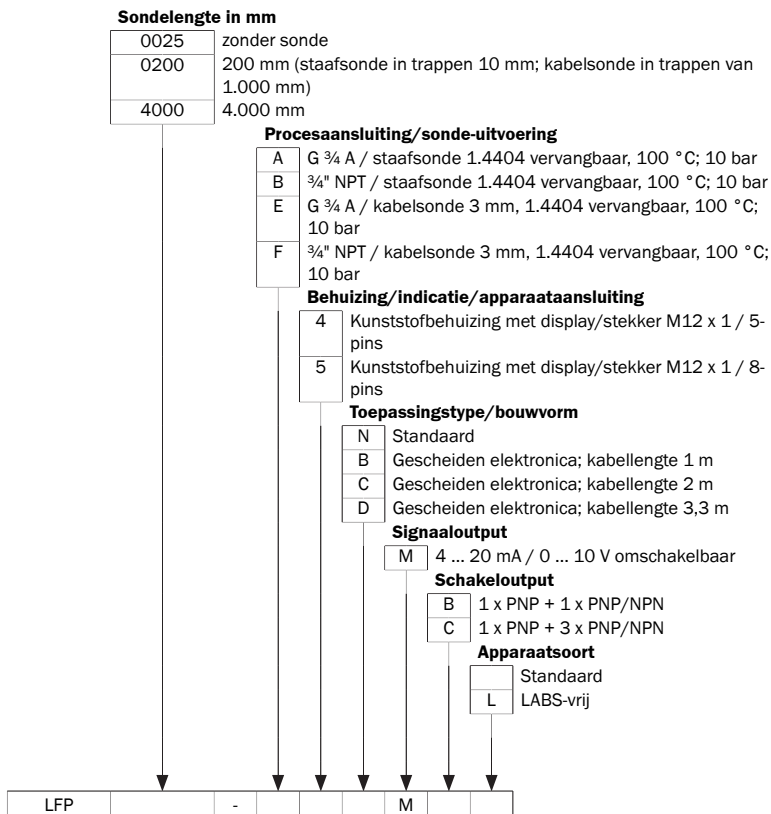 Sondelengte in mm
0025 zonder sonde
0200 200 mm (staafsonde in trappen 10 mm; kabelsonde in trappen van
1.000 mm)
4000 4.000 mm
Procesaansluiting/sonde-uitvoering
A G ¾ A / staafsonde 1.4404 vervangbaar, 100 °C; 10 bar
B ¾" NPT / staafsonde 1.4404 vervangbaar, 100 °C; 10 bar
E G ¾ A / kabelsonde 3 mm, 1.4404 vervangbaar, 100 °C;
10 bar
F ¾" NPT / kabelsonde 3 mm, 1.4404 vervangbaar, 100 °C;
10 bar
Behuizing/indicatie/apparaataansluiting
4 Kunststofbehuizing met display/stekker M12 x 1 / 5-
pins
5 Kunststofbehuizing met display/stekker M12 x 1 / 8-
pins
Toepassingstype/bouwvorm
N Standaard
B Gescheiden elektronica; kabellengte 1 m
C Gescheiden elektronica; kabellengte 2 m
D Gescheiden elektronica; kabellengte 3,3 m
Signaaloutput
M 4 ... 20 mA / 0 ... 10 V omschakelbaar
Schakeloutput
B 1 x PNP + 1 x PNP/NPN
C 1 x PNP + 3 x PNP/NPN
Apparaatsoort
Standaard
L LABS-vrij
LFP - M